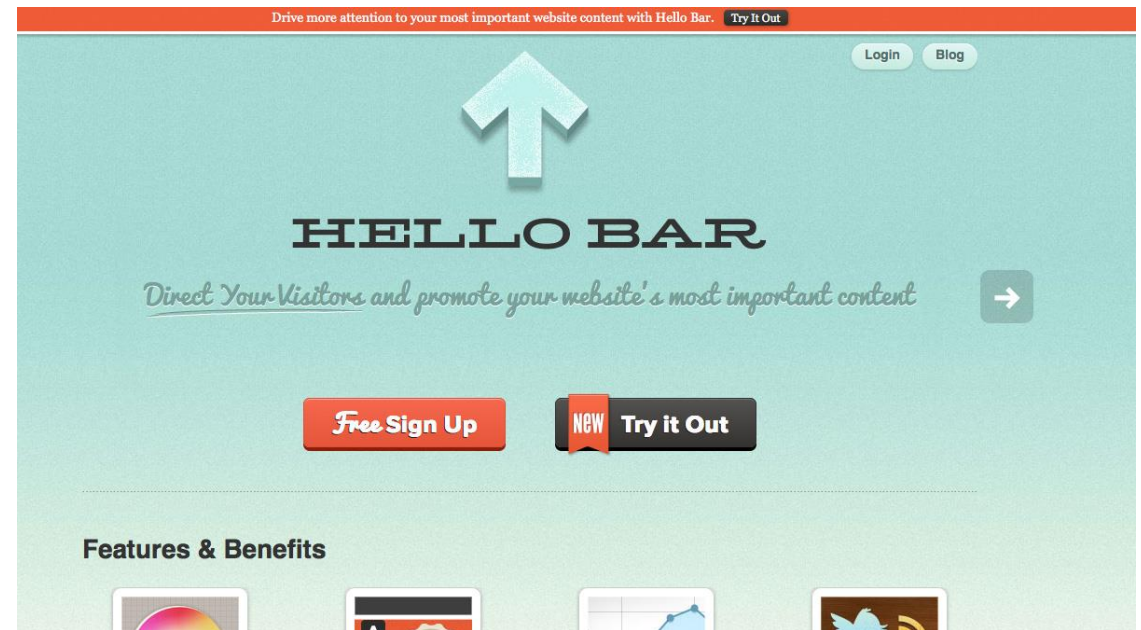 Drive more attention to your most important website content with Hello Bar. Try It Out
Login Blog
HELLO BAR
Direct Your Visitors and promote your website's most important content
Free Sign Up
NEW Try it Out
Features & Benefits
A